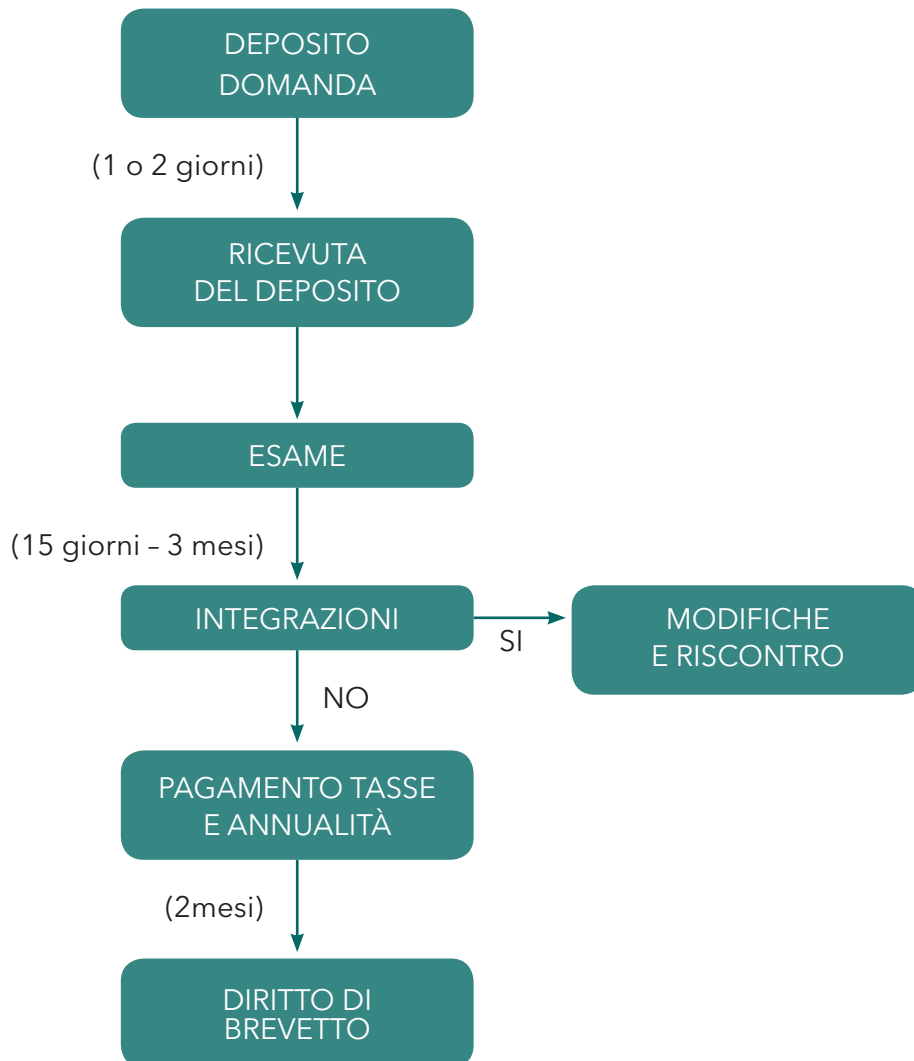 DEPOSITO
DOMANDA
(1 o 2 giorni)
RICEVUTA
DEL DEPOSITO
ESAME
(15 giorni – 3 mesi)
INTEGRAZIONI
SI
MODIFICHE
E RISCONTRO
NO
PAGAMENTO TASSE
E ANNUALITÀ
(2mesi)
DIRITTO DI
BREVETTO